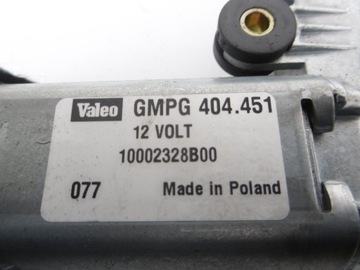 Valeo GMPG 404.451
12 VOLT
10002328B00
077 Made in Poland